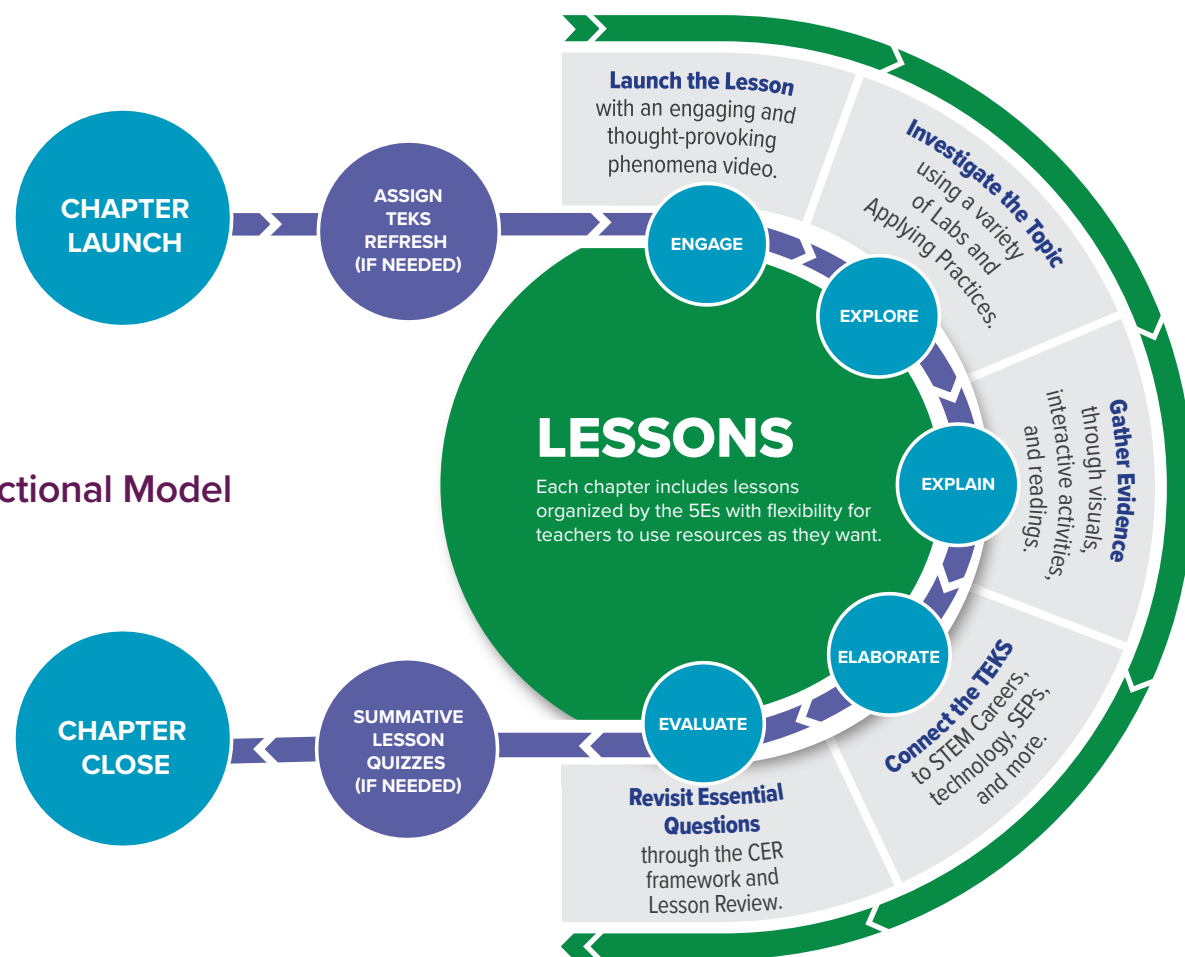 CHAPTER
LAUNCH
ASSIGN
TEKS
REFRESH
(IF NEEDED)
ENGAGE
Launch the Lesson
with an engaging and
thought-provoking
phenomena video.
EXPLORE
Investigate the Topic
using a variety
of Labs and
Applying Practices.
EXPLAIN
Gather Evidence
through visuals,
interactive activities,
and readings.
LESSONS
Each chapter includes lessons
organized by the 5Es with flexibility for
teachers to use resources as they want.
ctional Model
ELABORATE
Connect the TEKS
to STEM Careers,
technology, SEPs,
and more.
EVALUATE
Revisit Essential
Questions
through the CER
framework and
Lesson Review.
SUMMATIVE
LESSON
QUIZZES
(IF NEEDED)
CHAPTER
CLOSE